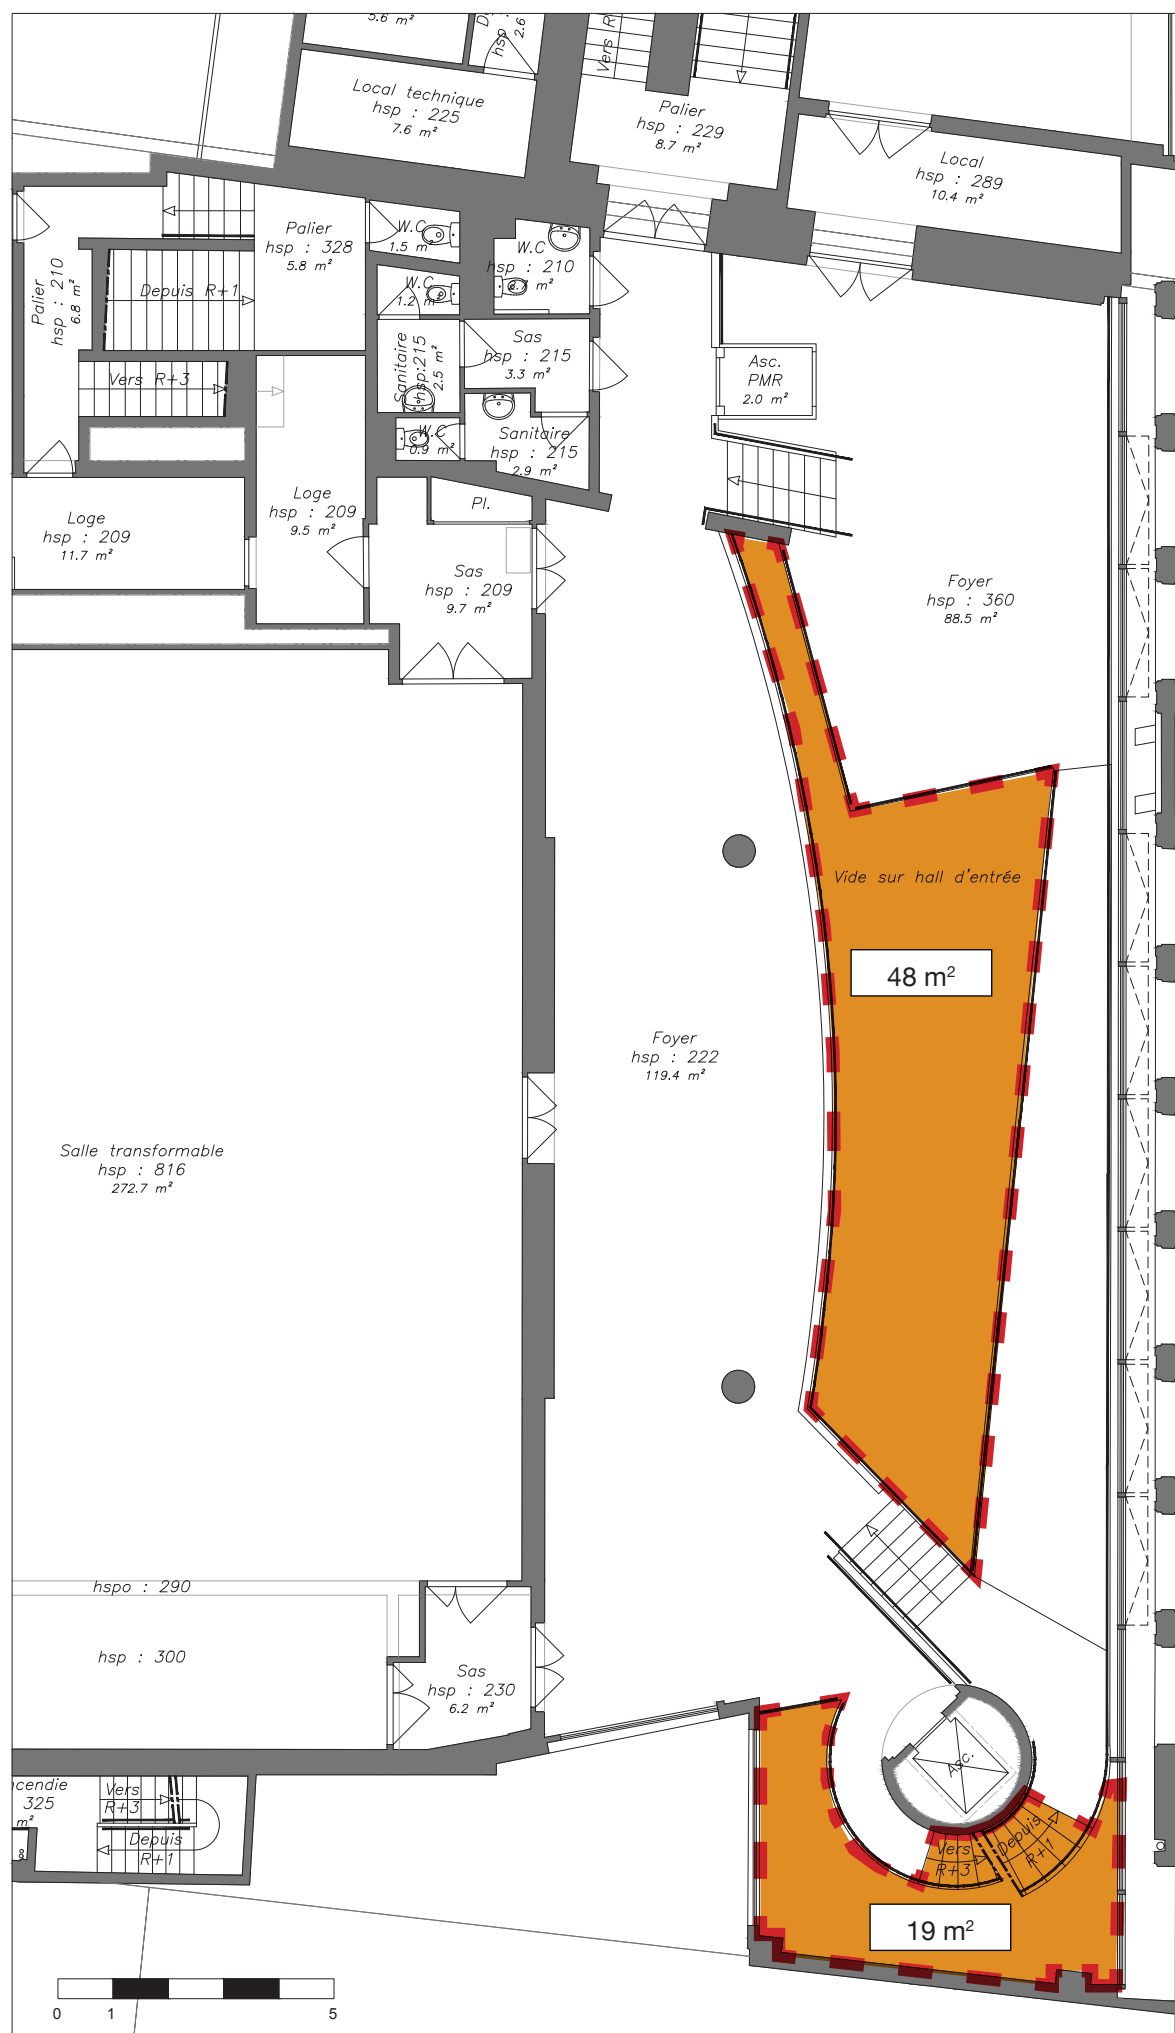 5.6 m²
hsp :
2.6
Vers R
Local technique
hsp : 225
7.6 m²
Palier
hsp : 229
8.7 m²
Local
hsp : 289
10.4 m²
Palier
hsp : 328
5.8 m²
W.C
1.5 m
W.C
hsp : 210
Palier
hsp : 210
6.8 m²
Depuis R+1
W.C
1.2 m²
Sas
hsp : 215
3.3 m²
Sanitaire
hsp:215
2.5 m²
Asc.
PMR
2.0 m²
Vers R+3
W.C
0.9 m²
Sanitaire
hsp : 215
2.9 m²
Loge
hsp : 209
9.5 m²
Pl.
Loge
hsp : 209
11.7 m²
Sas
hsp : 209
9.7 m²
Foyer
hsp : 360
88.5 m²
Vide sur hall d'entrée
48 m²
Foyer
hsp : 222
119.4 m²
Salle transformable
hsp : 816
272.7 m²
hspo : 290
hsp : 300
Sas
hsp : 230
6.2 m²
Asc.
ncendie
325
m²
Vers
R+3
Depuis
R+1
Vers
R+3
Depuis
R+1
19 m²
0 1 5